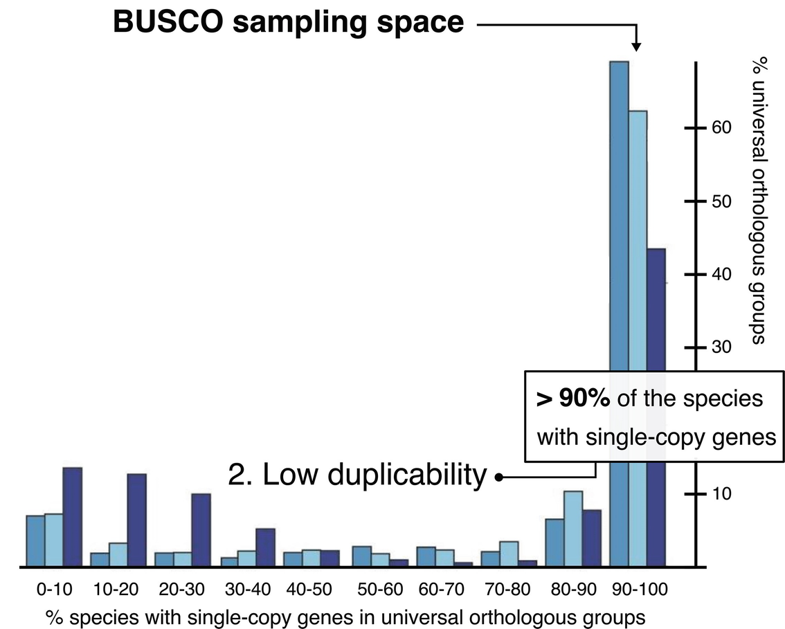 BUSCO sampling space
% universal orthologous groups
60
50
40
30
> 90% of the species
with single-copy genes
2. Low duplicability
10
0-10 10-20 20-30 30-40 40-50 50-60 60-70 70-80 80-90 90-100
% species with single-copy genes in universal orthologous groups